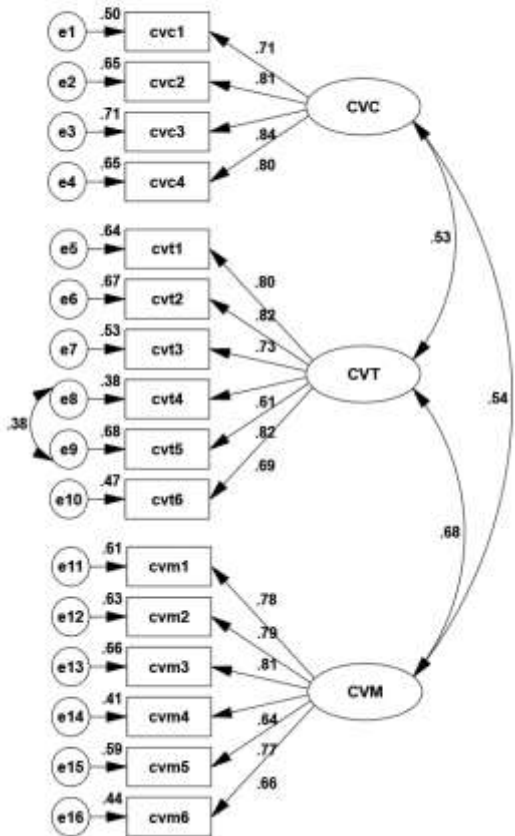 .50
e1 cvc1
.71
.65
e2 cvc2
.81
CVC
.71
e3 cvc3
.84
.65
e4 cvc4
.80
.53
.64
e5 cvt1
.80
.67
e6 cvt2
.82
.53
e7 cvt3
.73
CVT
.38
e8 cvt4
.61
.54
.38
.68
e9 cvt5
.82
.69
.47
e10 cvt6
.68
.61
e11 cvm1
.78
.63
e12 cvm2
.79
.66
e13 cvm3
.81
CVM
.41
e14 cvm4
.64
.59
e15 cvm5
.77
.66
.44
e16 cvm6